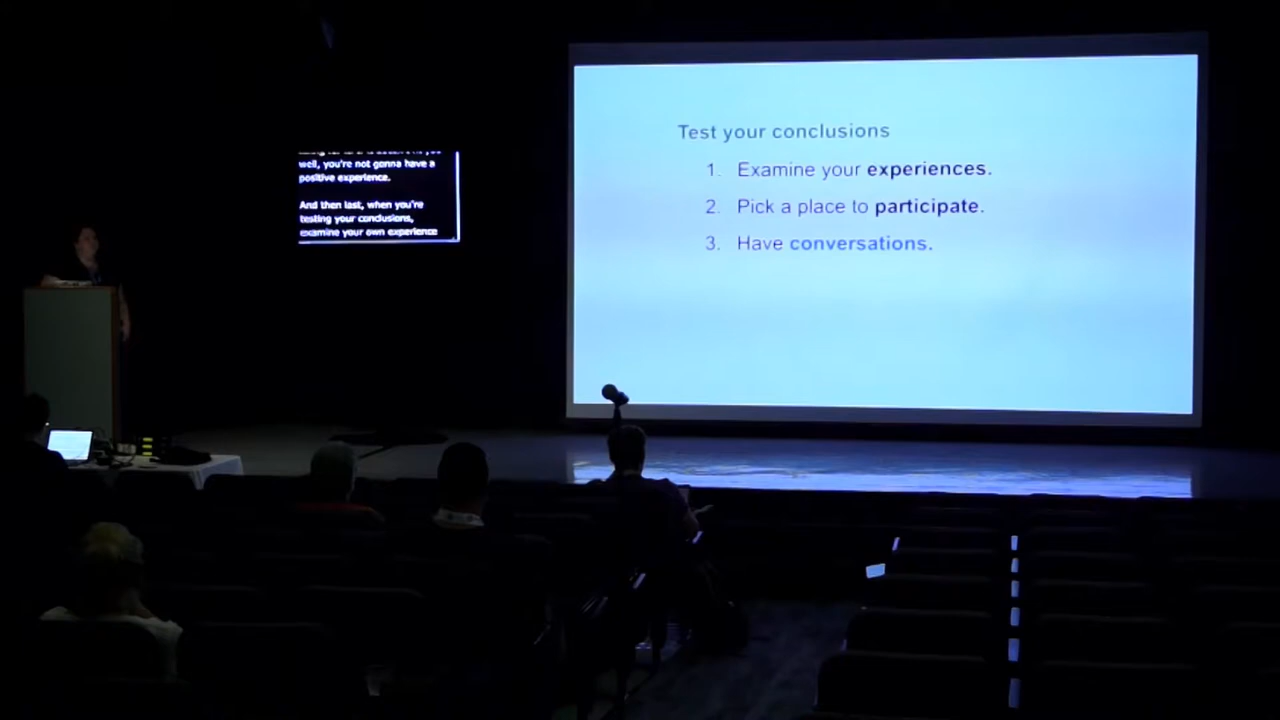 well, you're not gonna have a
positive experience.
And then last, when you're
testing your conclusions,
examine your own experience
Test your conclusions
1. Examine your experiences.
2. Pick a place to participate.
3. Have conversations.